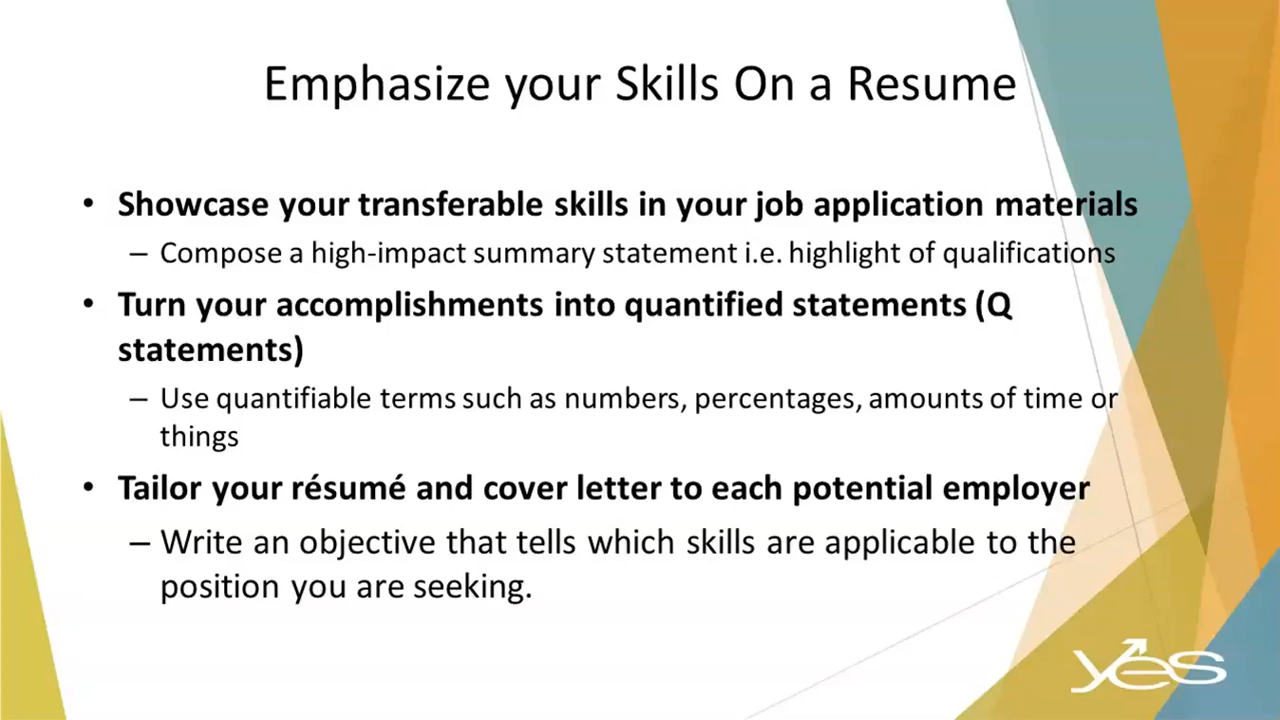 Emphasize your Skills On a Resume
• Showcase your transferable skills in your job application materials
– Compose a high-impact summary statement i.e. highlight of qualifications
• Turn your accomplishments into quantified statements (Q
statements)
– Use quantifiable terms such as numbers, percentages, amounts of time or
things
• Tailor your résumé and cover letter to each potential employer
– Write an objective that tells which skills are applicable to the
position you are seeking.
yes